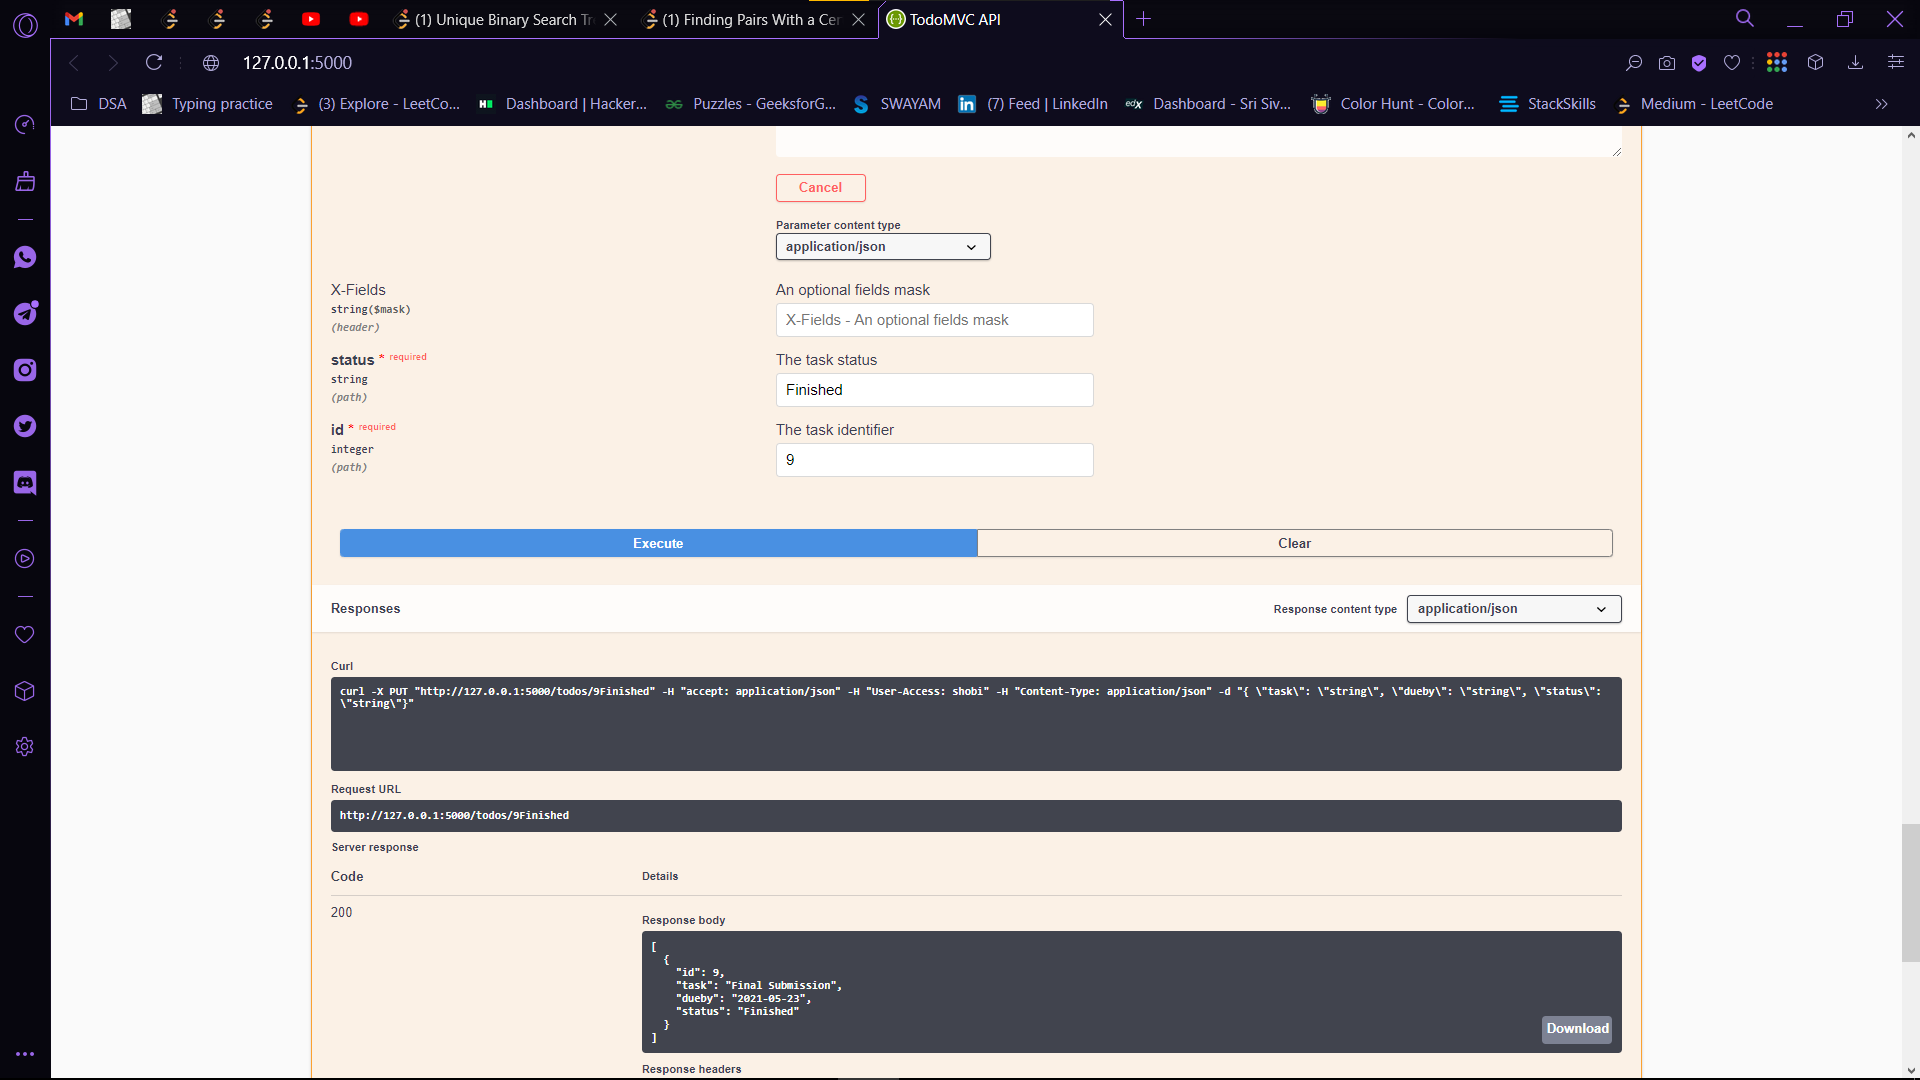 (1) Unique Binary Search Tr
(1) Finding Pairs With a Cer
TodoMVC API
127.0.0.1:5000
DSA
Typing practice
(3) Explore - LeetCo...
Dashboard | Hacker...
Puzzles - GeeksforG...
SWAYAM
(7) Feed | LinkedIn
edX
Dashboard - Sri Siv...
Color Hunt - Color...
StackSkills
Medium - LeetCode
Cancel
Parameter content type
application/json
X-Fields
string($mask)
(header)
An optional fields mask
X-Fields - An optional fields mask
status * required
string
(path)
The task status
Finished
id * required
integer
(path)
The task identifier
9
Execute
Clear
Responses
Response content type
application/json
Curl
curl -X PUT "http://127.0.0.1:5000/todos/9Finished" -H "accept: application/json" -H "User-Access: shobi" -H "Content-Type: application/json" -d "{ \"task\": \"string\", \"dueby\": \"string\", \"status\":
\"string\"}"
Request URL
http://127.0.0.1:5000/todos/9Finished
Server response
Code
Details
200
Response body
[
{
"id": 9,
"task": "Final Submission",
"dueby": "2021-05-23",
"status": "Finished"
}
]
Download
Response headers